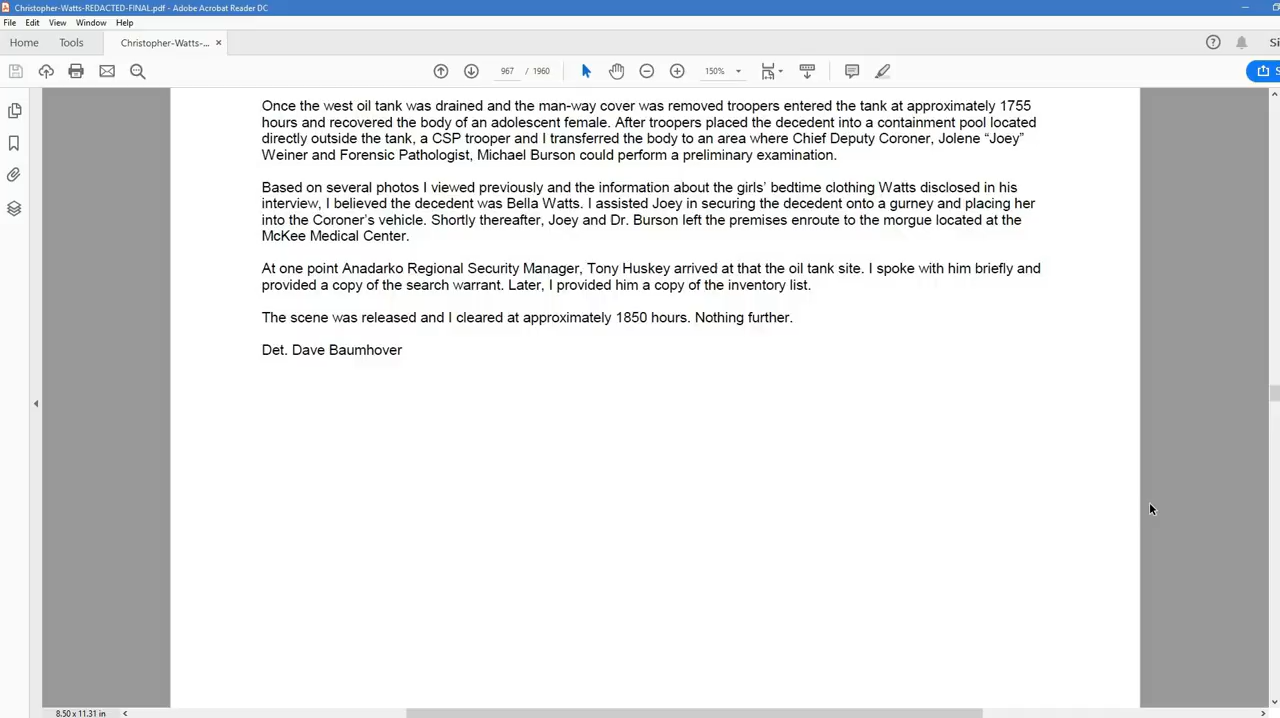 Christopher-Watts-REDACTED-FINAL.pdf - Adobe Acrobat Reader DC
File Edit View Window Help
Home Tools Christopher-Watts-... ×
967 / 1960 150%
Once the west oil tank was drained and the man-way cover was removed troopers entered the tank at approximately 1755
hours and recovered the body of an adolescent female. After troopers placed the decedent into a containment pool located
directly outside the tank, a CSP trooper and I transferred the body to an area where Chief Deputy Coroner, Jolene “Joey”
Weiner and Forensic Pathologist, Michael Burson could perform a preliminary examination.
Based on several photos I viewed previously and the information about the girls’ bedtime clothing Watts disclosed in his
interview, I believed the decedent was Bella Watts. I assisted Joey in securing the decedent onto a gurney and placing her
into the Coroner’s vehicle. Shortly thereafter, Joey and Dr. Burson left the premises enroute to the morgue located at the
McKee Medical Center.
At one point Anadarko Regional Security Manager, Tony Huskey arrived at that the oil tank site. I spoke with him briefly and
provided a copy of the search warrant. Later, I provided him a copy of the inventory list.
The scene was released and I cleared at approximately 1850 hours. Nothing further.
Det. Dave Baumhover
8.50 x 11.31 in